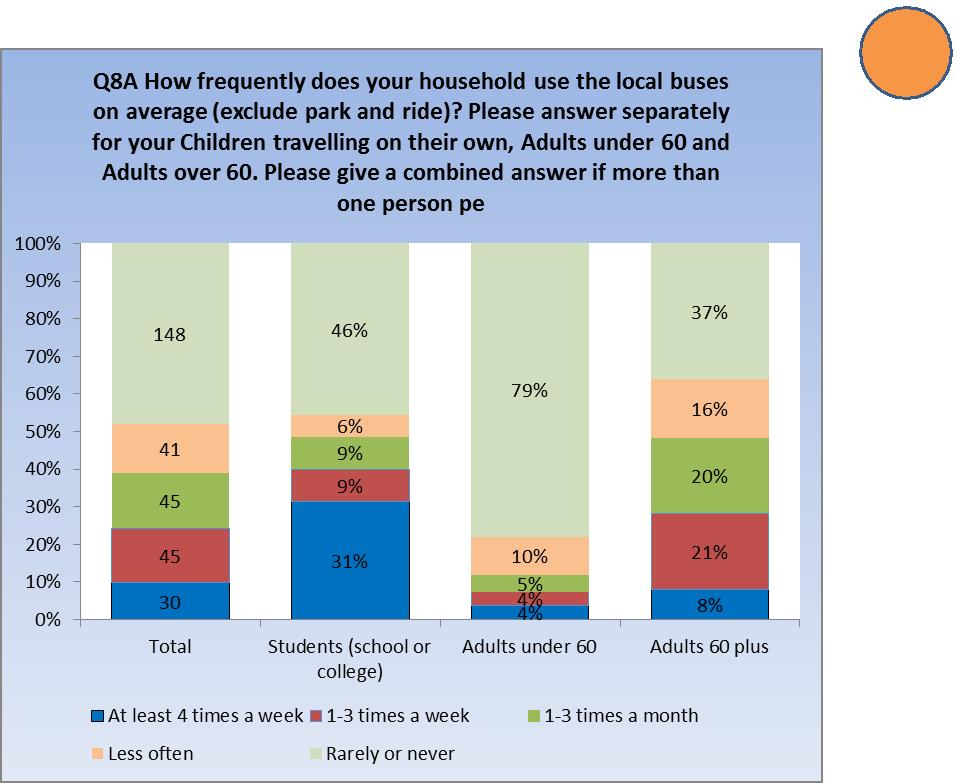 Q8A How frequently does your household use the local buses
on average (exclude park and ride)? Please answer separately
for your Children travelling on their own, Adults under 60 and
Adults over 60. Please give a combined answer if more than
one person pe
100%
90%
80%
70%
60%
50%
40%
30%
20%
10%
0%
148
41
45
45
30
46%
6%
9%
9%
31%
79%
10%
5%
4%
4%
37%
16%
20%
21%
8%
Total
Students (school or
college)
Adults under 60
Adults 60 plus
At least 4 times a week
1-3 times a week
1-3 times a month
Less often
Rarely or never